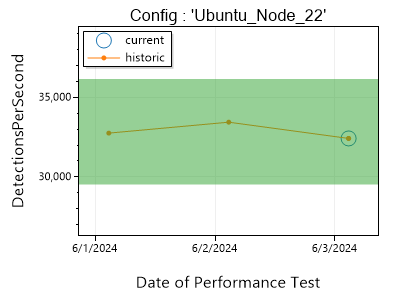 Config : 'Ubuntu_Node_22'
current
historic
DetectionsPerSecond
35,000
30,000
6/1/2024
6/2/2024
6/3/2024
Date of Performance Test